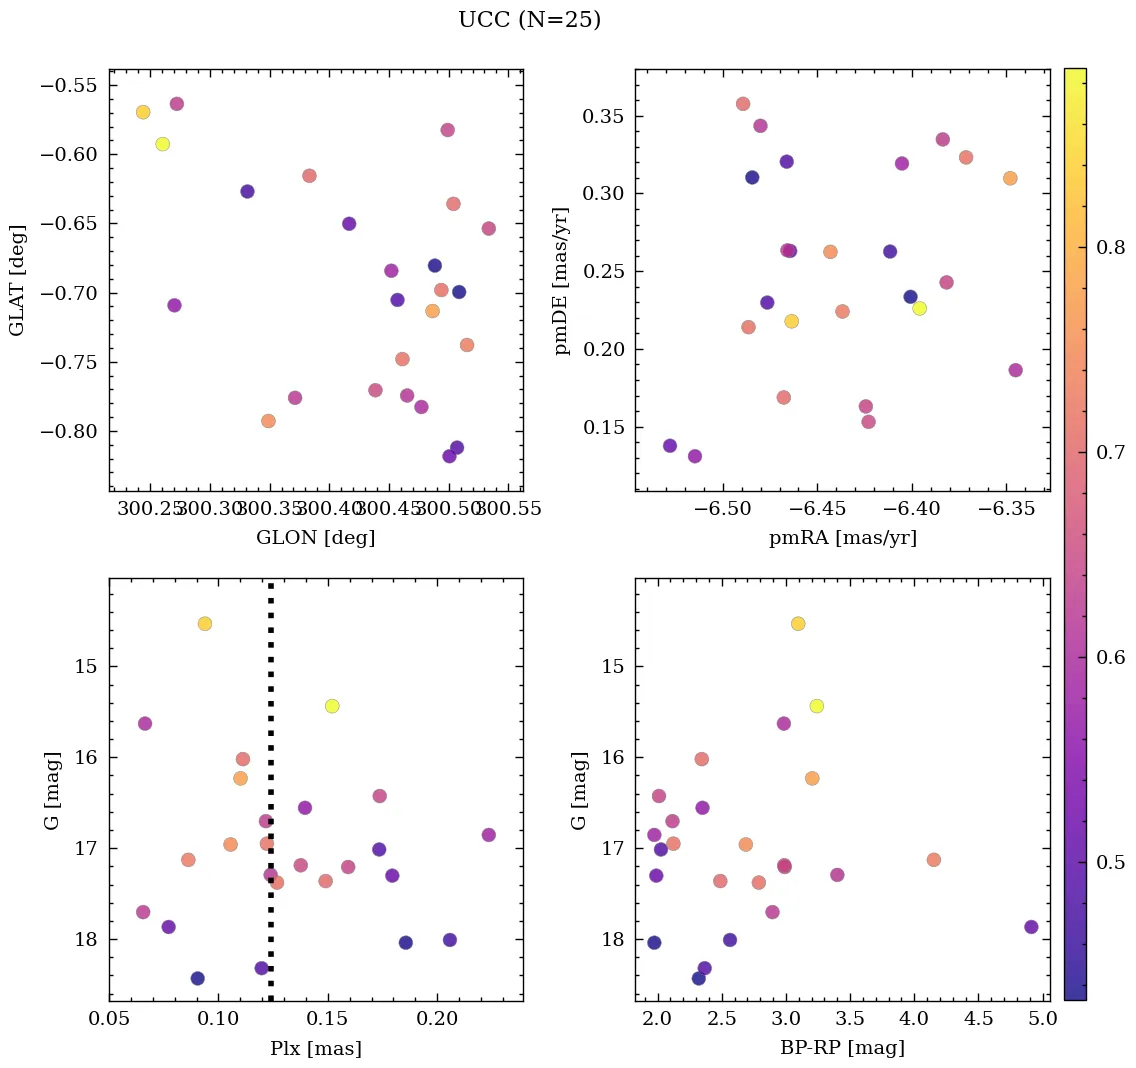 UCC (N=25)
−0.55
−0.60
−0.65
−0.70
−0.75
−0.80
GLAT [deg]
300.25 300.30 300.35 300.40 300.45 300.50 300.55
GLON [deg]
0.35
0.30
0.25
0.20
0.15
pmDE [mas/yr]
−6.50 −6.45 −6.40 −6.35
pmRA [mas/yr]
15
16
17
18
G [mag]
0.05 0.10 0.15 0.20
Plx [mas]
15
16
17
18
G [mag]
2.0 2.5 3.0 3.5 4.0 4.5 5.0
BP-RP [mag]
0.8
0.7
0.6
0.5